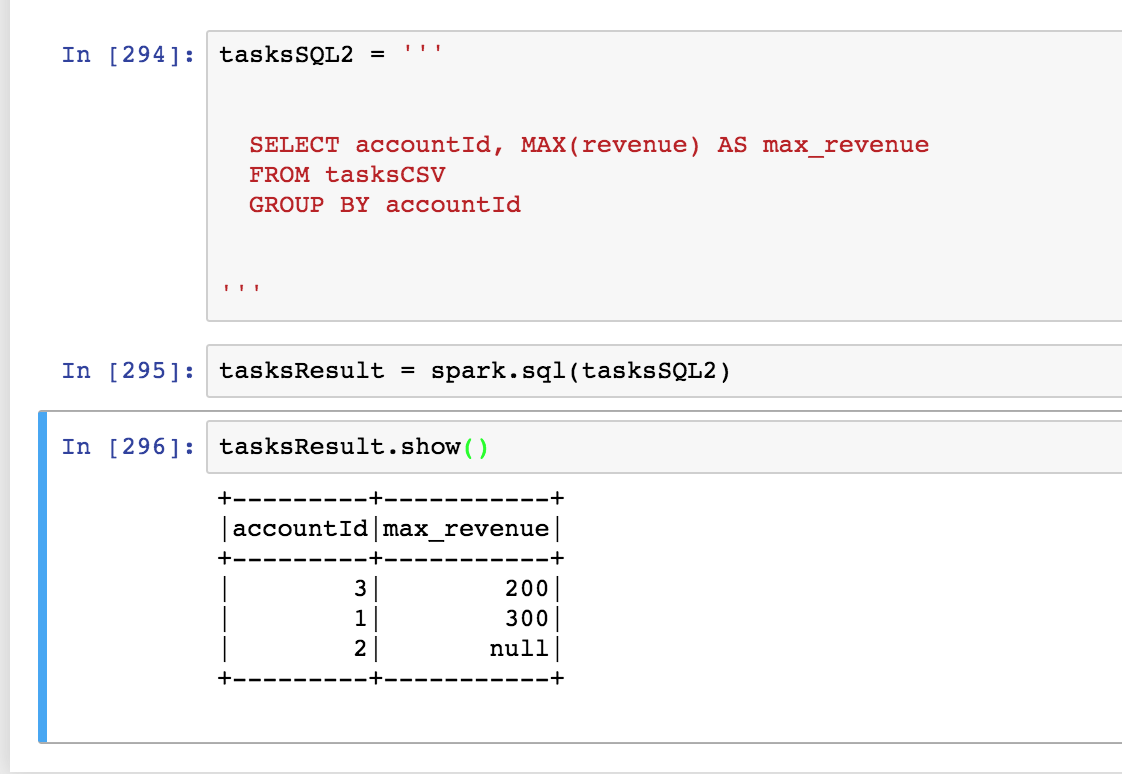 In [294]: tasksSQL2 = '''
SELECT accountId, MAX(revenue) AS max_revenue
FROM tasksCSV
GROUP BY accountId
'''
In [295]: tasksResult = spark.sql(tasksSQL2)
In [296]: tasksResult.show()
+---------+-----------+
|accountId|max_revenue|
+---------+-----------+
|        3|        200|
|        1|        300|
|        2|       null|
+---------+-----------+